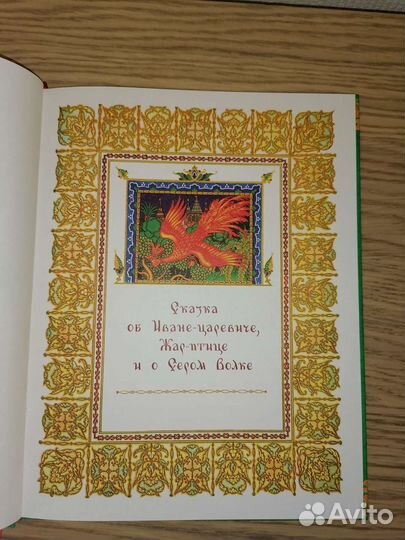 Сказка
об Иване-царевиче,
Жар-птице
и о Сером Волке
Avito